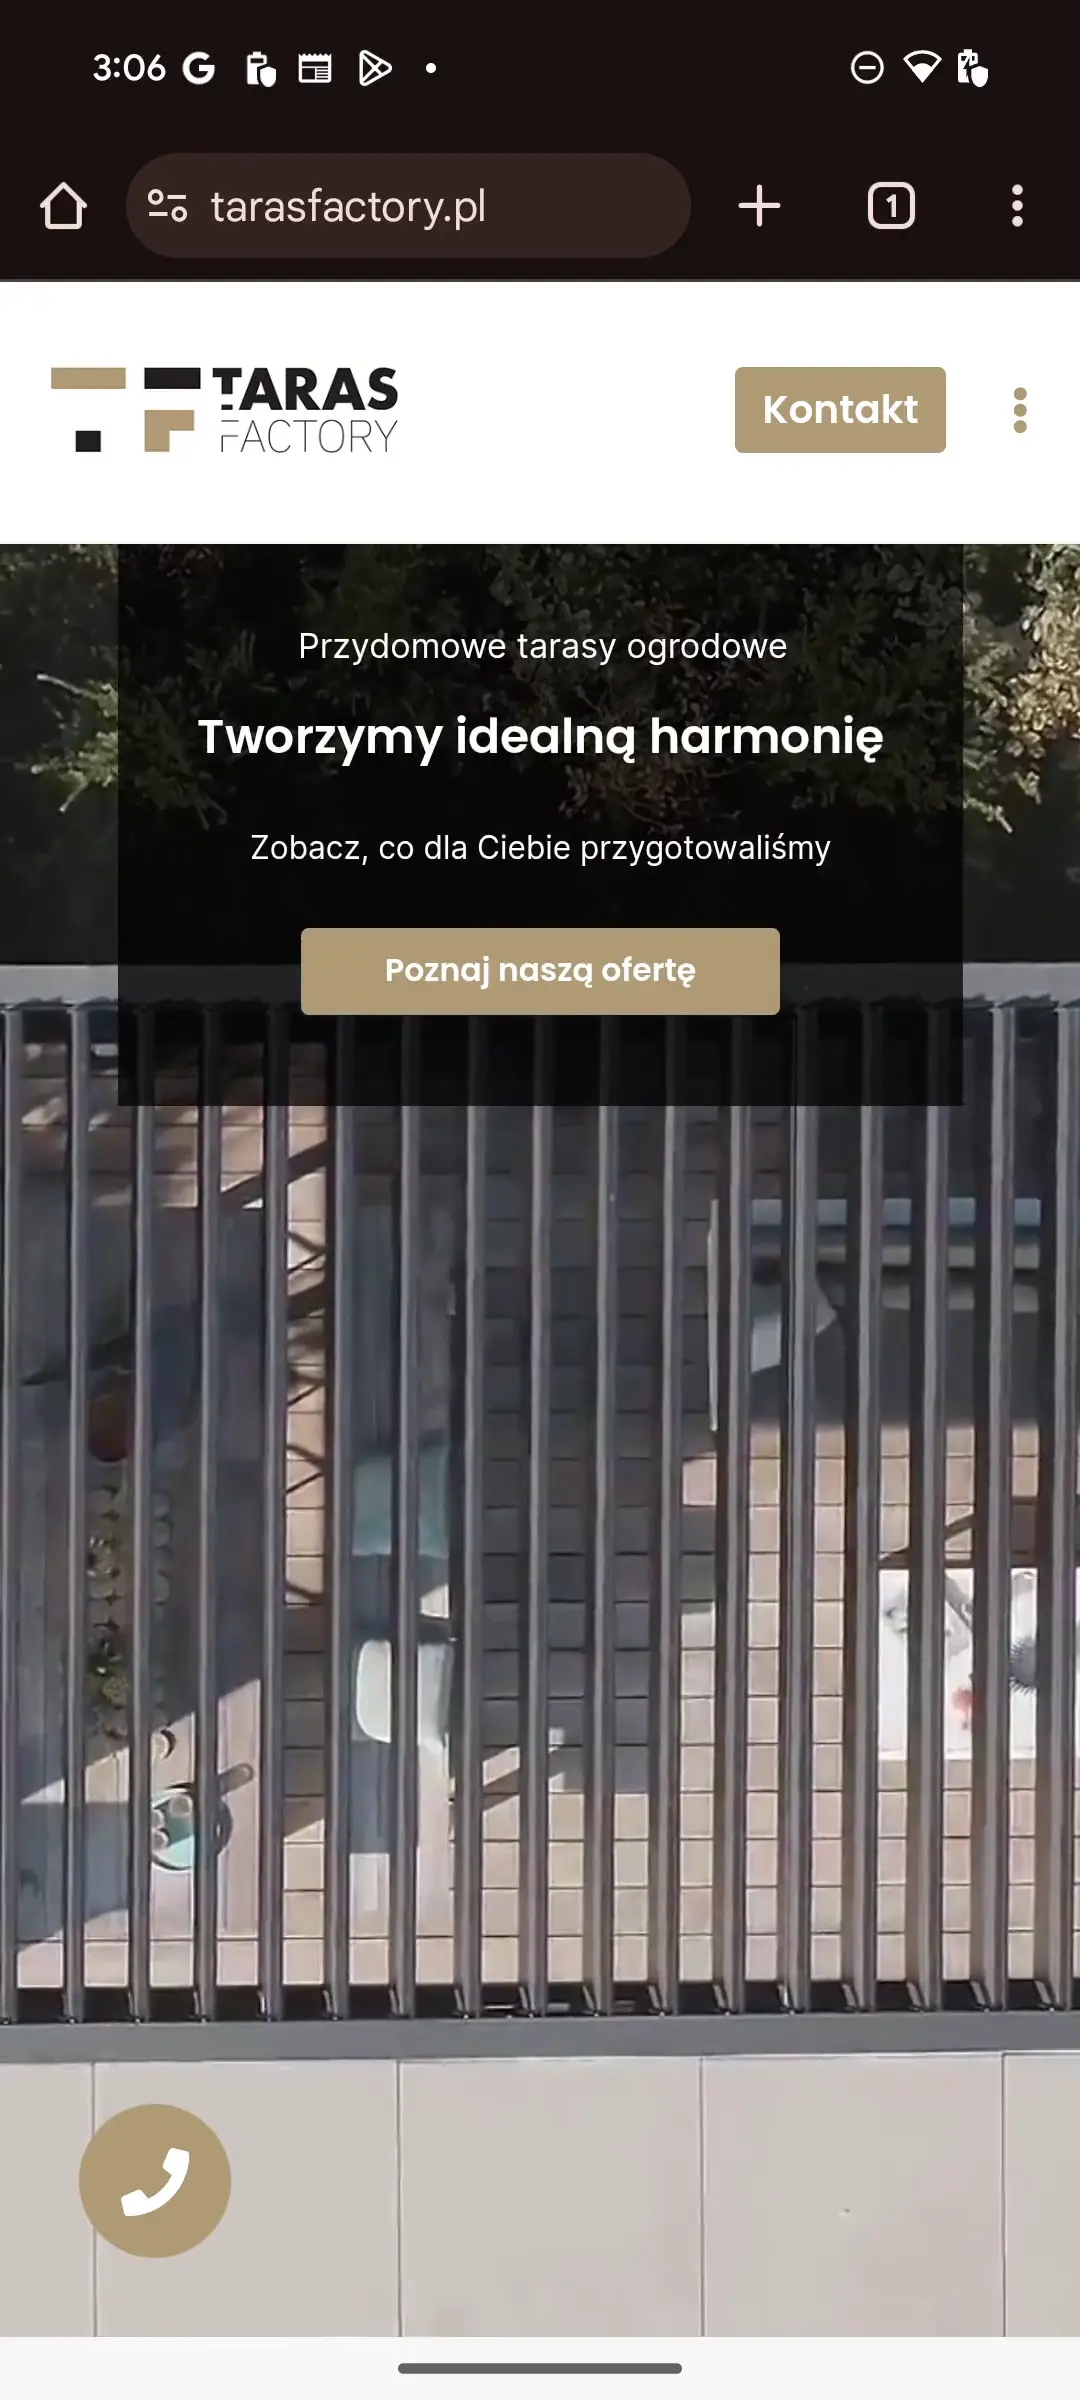 3:06
tarasfactory.pl
1
TARAS
FACTORY
Kontakt
Przydomowe tarasy ogrodowe
Tworzymy idealną harmonię
Zobacz, co dla Ciebie przygotowaliśmy
Poznaj naszą ofertę